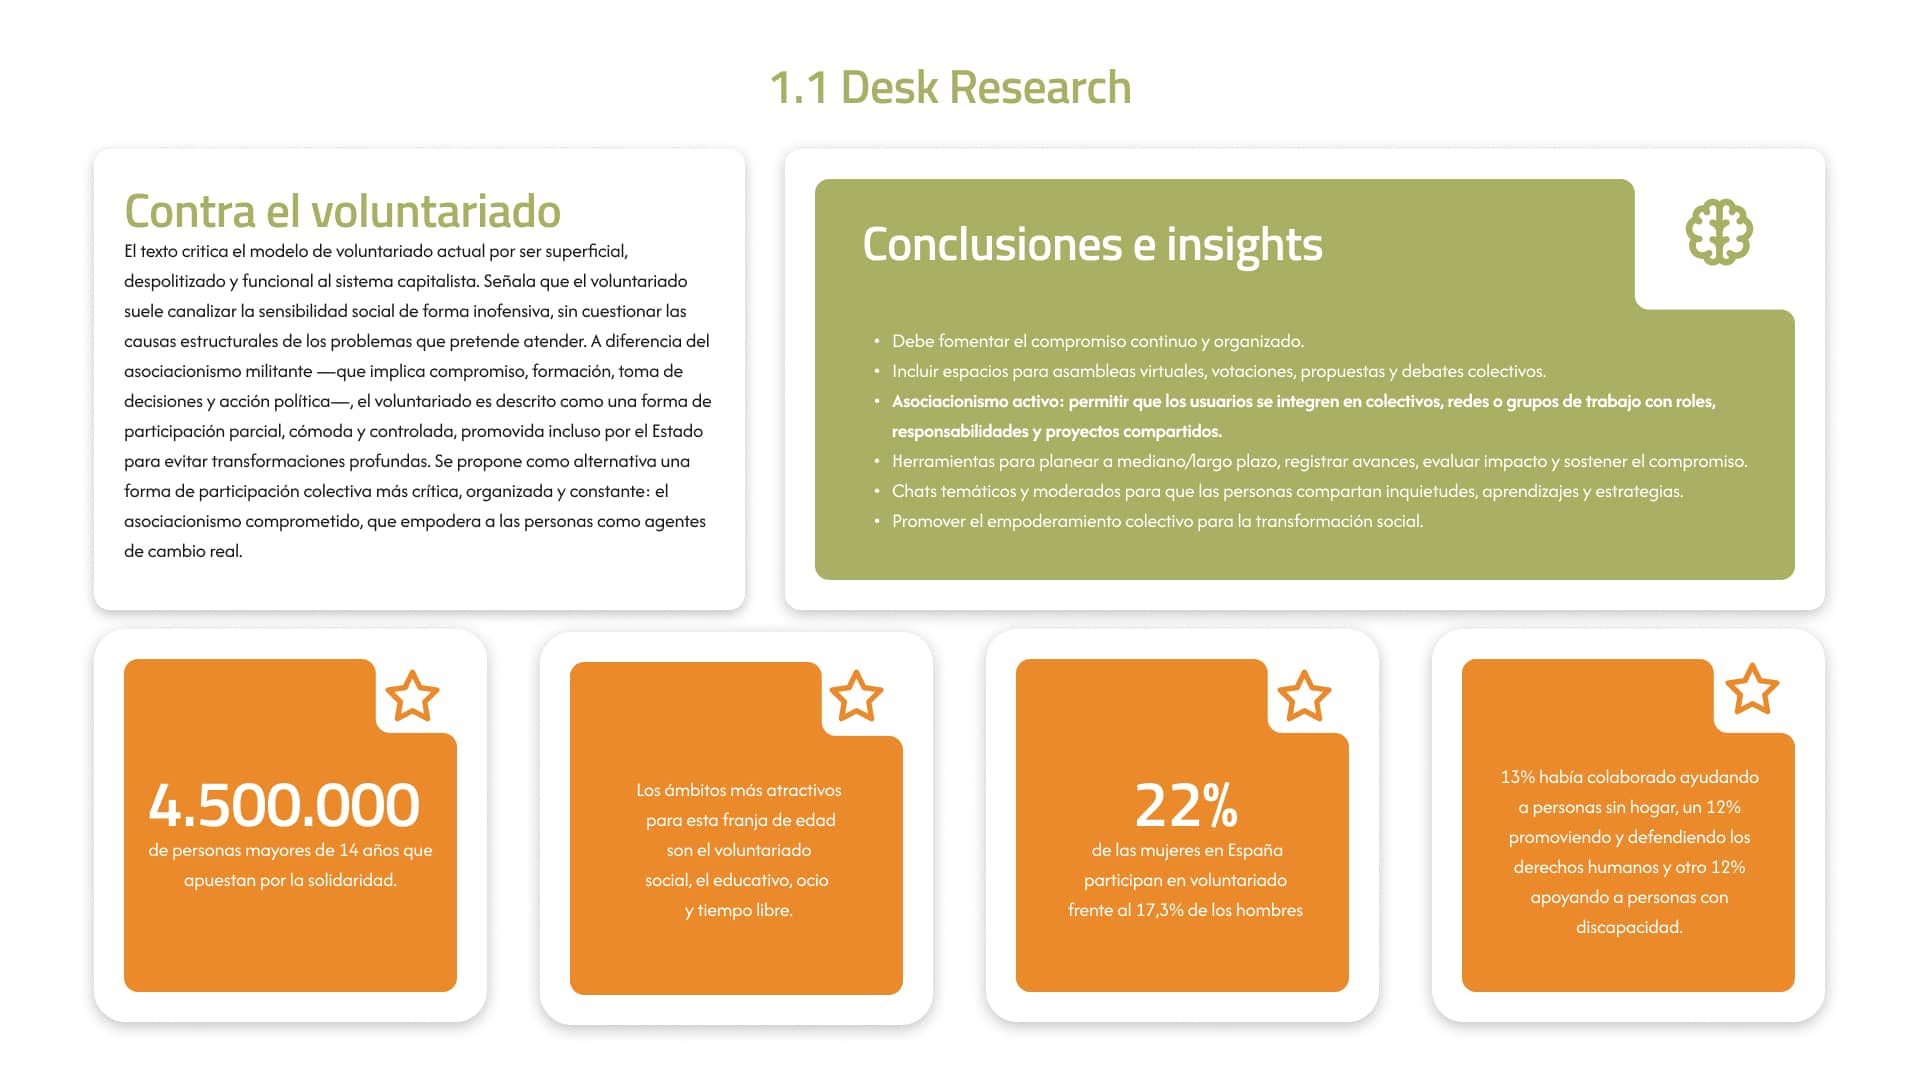 1.1 Desk Research
Contra el voluntariado
El texto critica el modelo de voluntariado actual por ser superficial,
despolitizado y funcional al sistema capitalista. Señala que el voluntariado
suele canalizar la sensibilidad social de forma inofensiva, sin cuestionar las
causas estructurales de los problemas que pretende atender. A diferencia del
asociacionismo militante —que implica compromiso, formación, toma de
decisiones y acción política—, el voluntariado es descrito como una forma de
participación parcial, cómoda y controlada, promovida incluso por el Estado
para evitar transformaciones profundas. Se propone como alternativa una
forma de participación colectiva más crítica, organizada y constante: el
asociacionismo comprometido, que empodera a las personas como agentes
de cambio real.
Conclusiones e insights
• Debe fomentar el compromiso continuo y organizado.
• Incluir espacios para asambleas virtuales, votaciones, propuestas y debates colectivos.
• Asociacionismo activo: permitir que los usuarios se integren en colectivos, redes o grupos de trabajo con roles,
responsabilidades y proyectos compartidos.
• Herramientas para planear a mediano/largo plazo, registrar avances, evaluar impacto y sostener el compromiso.
• Chats temáticos y moderados para que las personas compartan inquietudes, aprendizajes y estrategias.
• Promover el empoderamiento colectivo para la transformación social.
4.500.000
de personas mayores de 14 años que
apuestan por la solidaridad.
Los ámbitos más atractivos
para esta franja de edad
son el voluntariado
social, el educativo, ocio
y tiempo libre.
22%
de las mujeres en España
participan en voluntariado
frente al 17,3% de los hombres
13% había colaborado ayudando
a personas sin hogar, un 12%
promoviendo y defendiendo los
derechos humanos y otro 12%
apoyando a personas con
discapacidad.